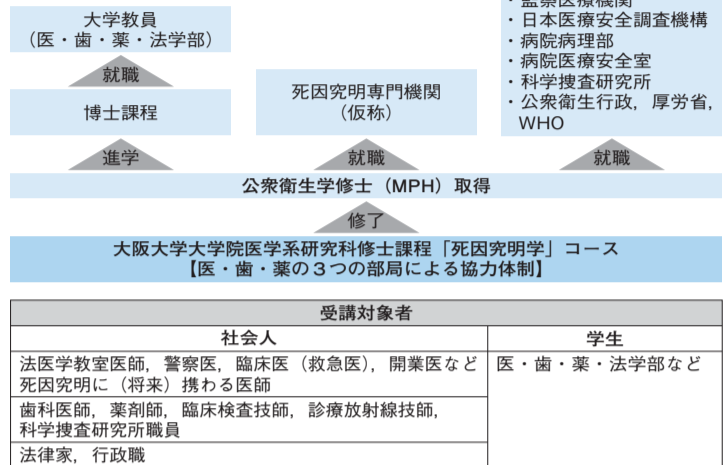 大学教員
（医・歯・薬・法学部）
就職
博士課程
進学
死因究明専門機関
（仮称）
就職
・監察医療機関
・日本医療安全調査機構
・病院病理部
・病院医療安全室
・科学捜査研究所
・公衆衛生行政，厚労省，
WHO
就職
公衆衛生学修士（MPH）取得
修了
大阪大学大学院医学系研究科修士課程「死因究明学」コース
【医・歯・薬の３つの部局による協力体制】
受講対象者
社会人
学生
法医学教室医師，警察医，臨床医（救急医），開業医など
死因究明に（将来）携わる医師
医・歯・薬・法学部など
歯科医師，薬剤師，臨床検査技師，診療放射線技師，
科学捜査研究所職員
法律家，行政職